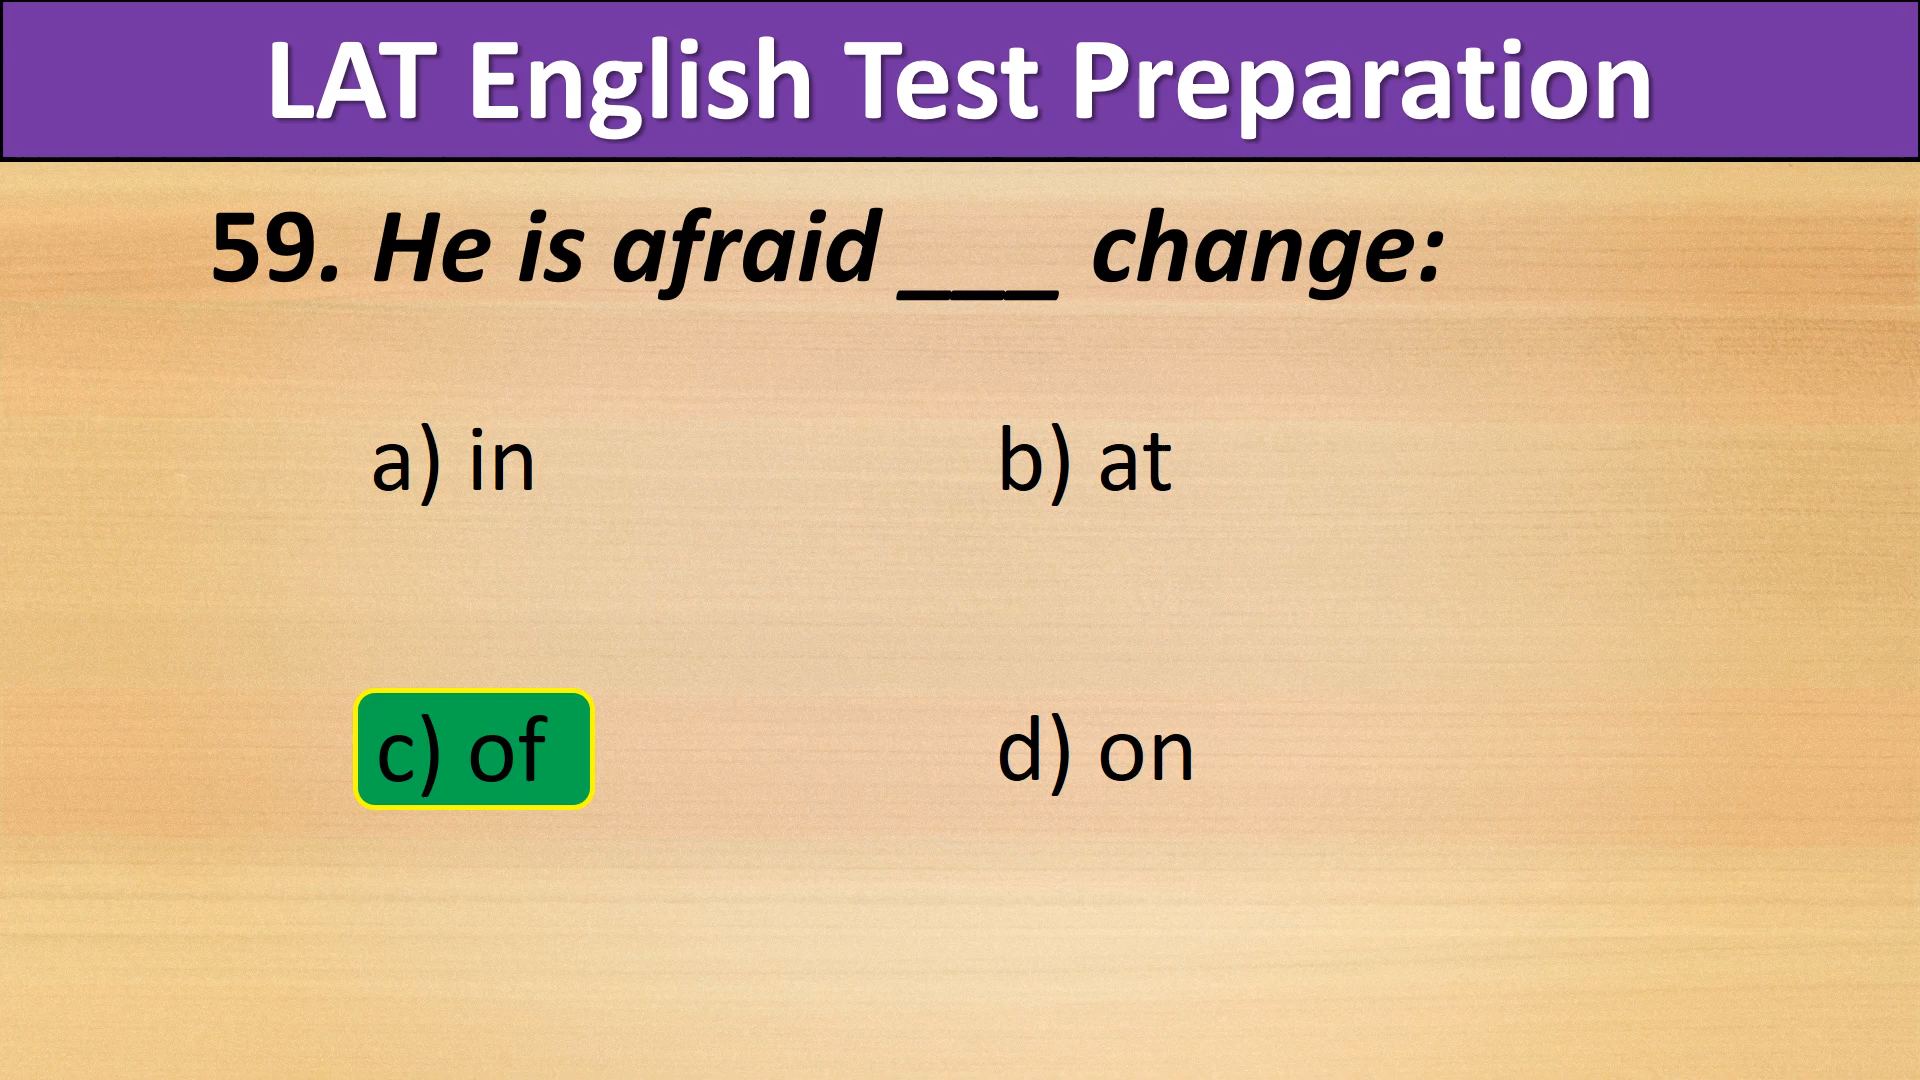 LAT English Test Preparation
59. He is afraid ___ change:
a) in b) at
c) of d) on